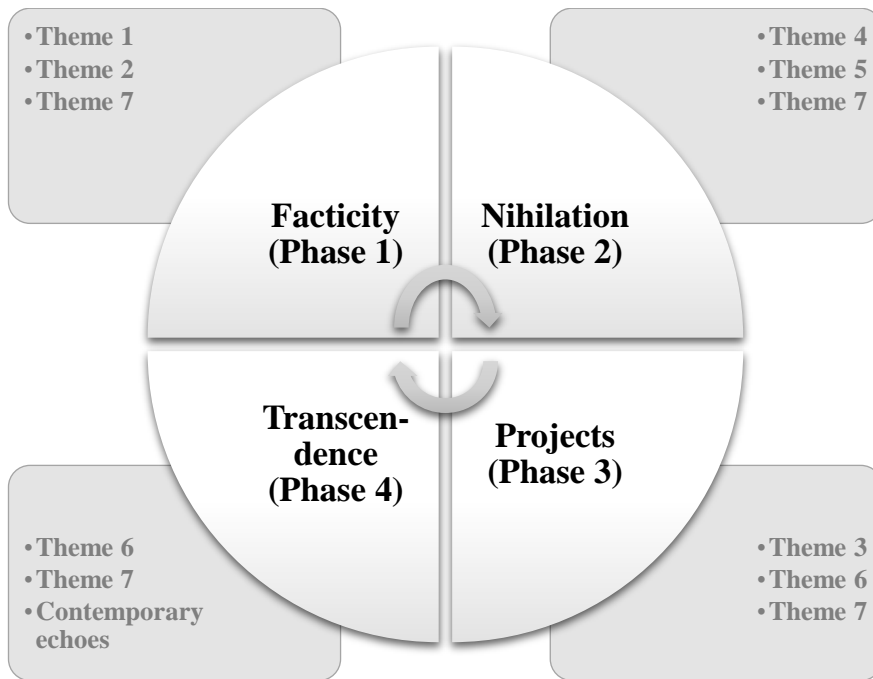 •Theme 1
•Theme 2
•Theme 7
•Theme 4
•Theme 5
•Theme 7
Facticity
(Phase 1)
Nihilation
(Phase 2)
Transcen-
dence
(Phase 4)
Projects
(Phase 3)
•Theme 6
•Theme 7
•Contemporary
echoes
•Theme 3
•Theme 6
•Theme 7